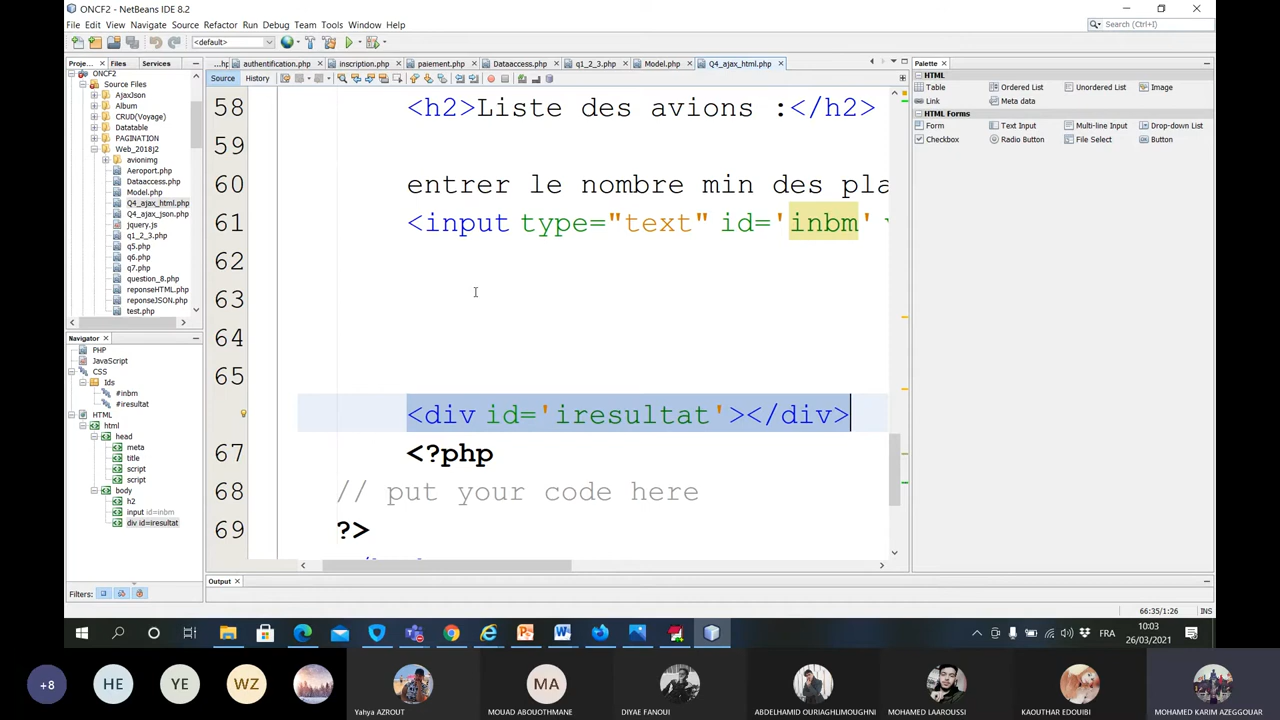 ONCF2 - NetBeans IDE 8.2
File Edit View Navigate Source Refactor Run Debug Team Tools Window Help
Search (Ctrl+I)
<default>
Proje... Files Services
...hp authentification.php inscription.php paiement.php Dataaccess.php q1_2_3.php Model.php Q4_ajax_html.php
Palette
Source History
ONCF2
Source Files
AjaxJson
Album
CRUD(Voyage)
Datatable
PAGINATION
Web_2018j2
avionimg
Aeroport.php
Dataaccess.php
Model.php
Q4_ajax_html.php
Q4_ajax_json.php
jquery.js
q1_2_3.php
q5.php
q6.php
q7.php
question_8.php
reponseHTML.php
reponseJSON.php
test.php
Navigator
PHP
JavaScript
CSS
Ids
#inbm
#iresultat
HTML
html
head
meta
title
script
script
body
h2
input id=inbm
div id=iresultat
Filters:
58 <h2>Liste des avions :</h2>
59
60 entrer le nombre min des pla
61 <input type="text" id='inbm' v
62
63
64
65
<div id='iresultat'></div>
67 <?php
68 // put your code here
69 ?>
HTML
Table Ordered List Unordered List Image
Link Meta data
HTML Forms
Form Text Input Multi-line Input Drop-down List
Checkbox Radio Button File Select Button
Output
66:35/1:26 INS
FRA
10:03
26/03/2021
+8 HE YE WZ MA
Yahya AZROUT MOUAD ABOUOTHMANE DIYAE FANOUI ABDELHAMID OURIAGHLIMOUGHNI MOHAMED LAAROUSSI KAOUTHAR EDOUIBI MOHAMED KARIM AZEGGOUAR